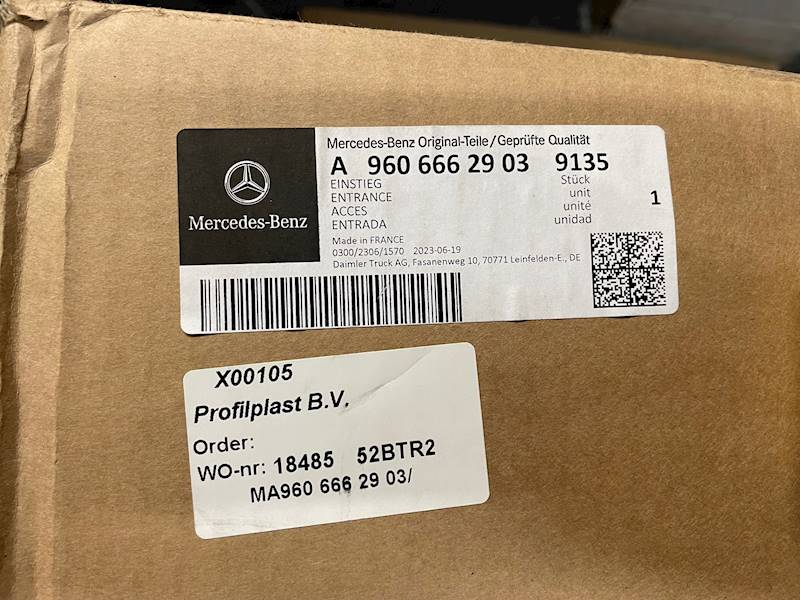 Mercedes-Benz
Mercedes-Benz Original-Teile/Geprüfte Qualität
A 960 666 29 03 9135
EINSTIEG
ENTRANCE
ACCES
ENTRADA
Stück
unit
unité
unidad
1
Made in FRANCE
0300/2306/1570 2023-06-19
Daimler Truck AG, Fasanenweg 10, 70771 Leinfelden-E., DE
X00105
Profilplast B.V.
Order:
WO-nr: 18485 52BTR2
MA960 666 29 03/